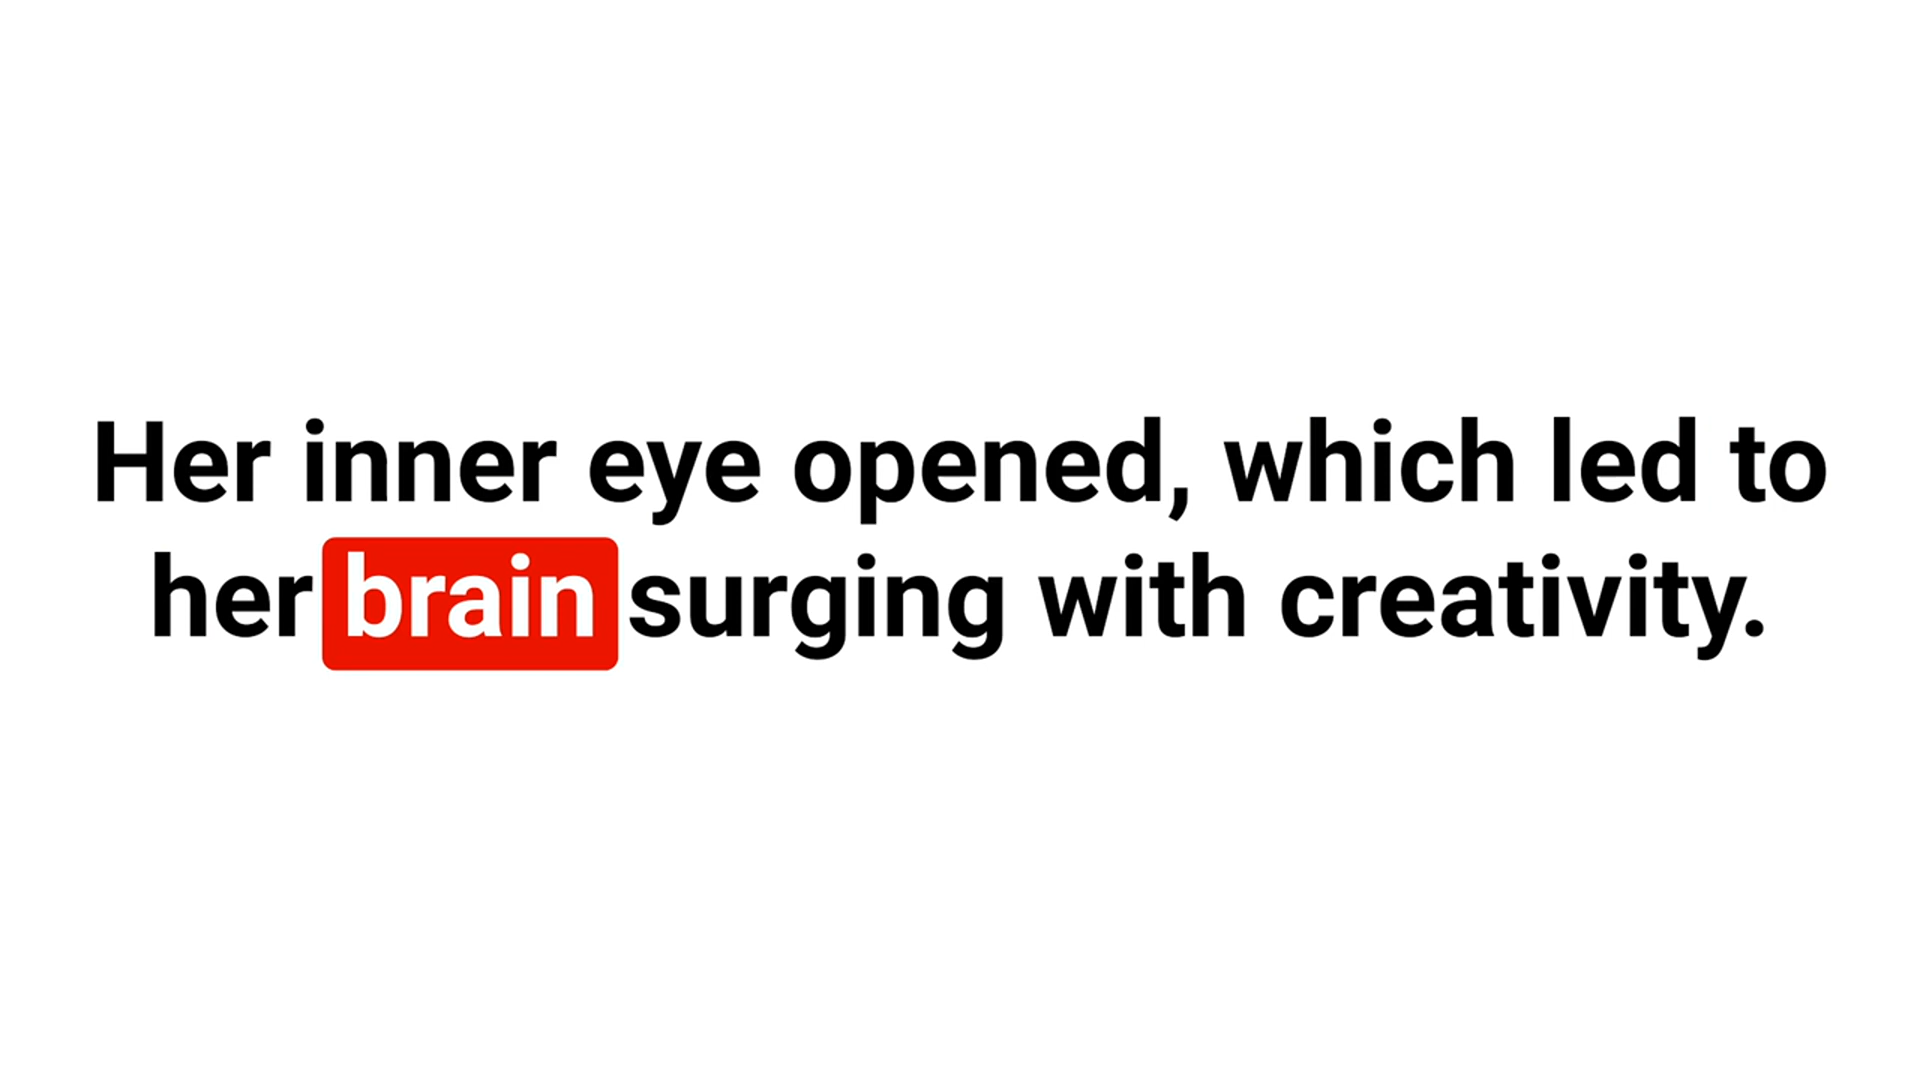 Her inner eye opened, which led to
her brain surging with creativity.